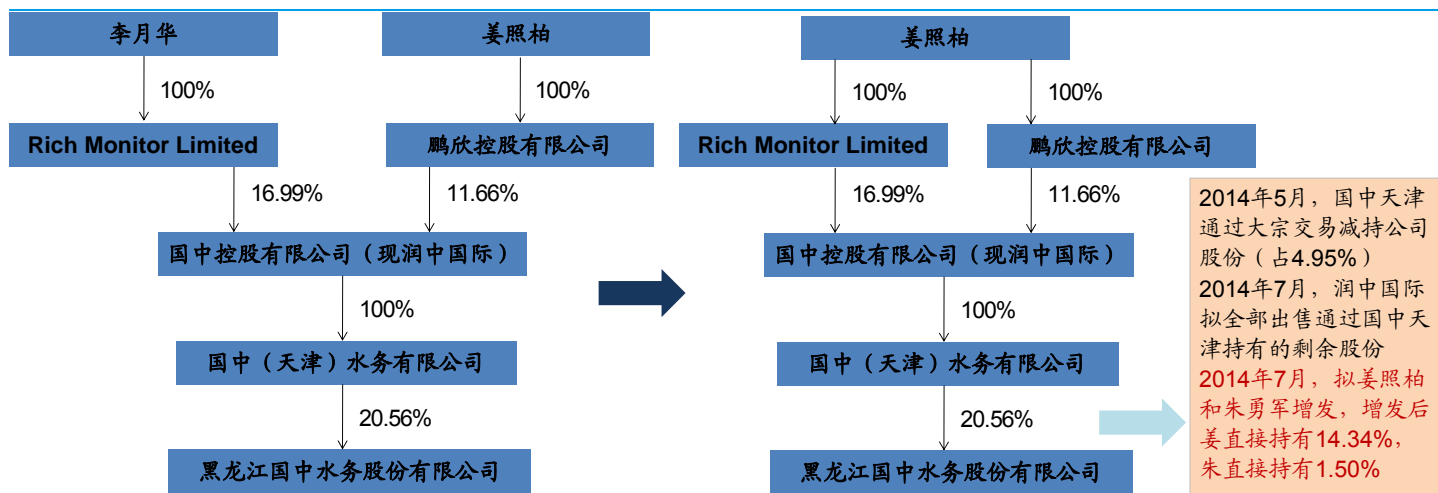 李月华
姜照柏
100%
100%
Rich Monitor Limited
鹏欣控股有限公司
16.99%
11.66%
国中控股有限公司（现润中国际）
100%
国中（天津）水务有限公司
20.56%
黑龙江国中水务股份有限公司
姜照柏
100%
100%
Rich Monitor Limited
鹏欣控股有限公司
16.99%
11.66%
国中控股有限公司（现润中国际）
100%
国中（天津）水务有限公司
20.56%
黑龙江国中水务股份有限公司
2014年5月，国中天津
通过大宗交易减持公司
股份（占4.95%）
2014年7月，润中国际
拟全部出售通过国中天
津持有的剩余股份
2014年7月，拟姜照柏
和朱勇军增发，增发后
姜直接持有14.34%，
朱直接持有1.50%